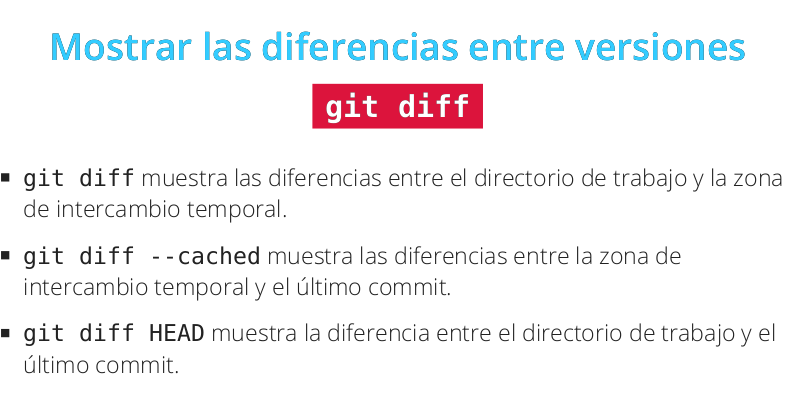 Mostrar las diferencias entre versiones
git diff
▪ git diff muestra las diferencias entre el directorio de trabajo y la zona
de intercambio temporal.
▪ git diff --cached muestra las diferencias entre la zona de
intercambio temporal y el último commit.
▪ git diff HEAD muestra la diferencia entre el directorio de trabajo y el
último commit.